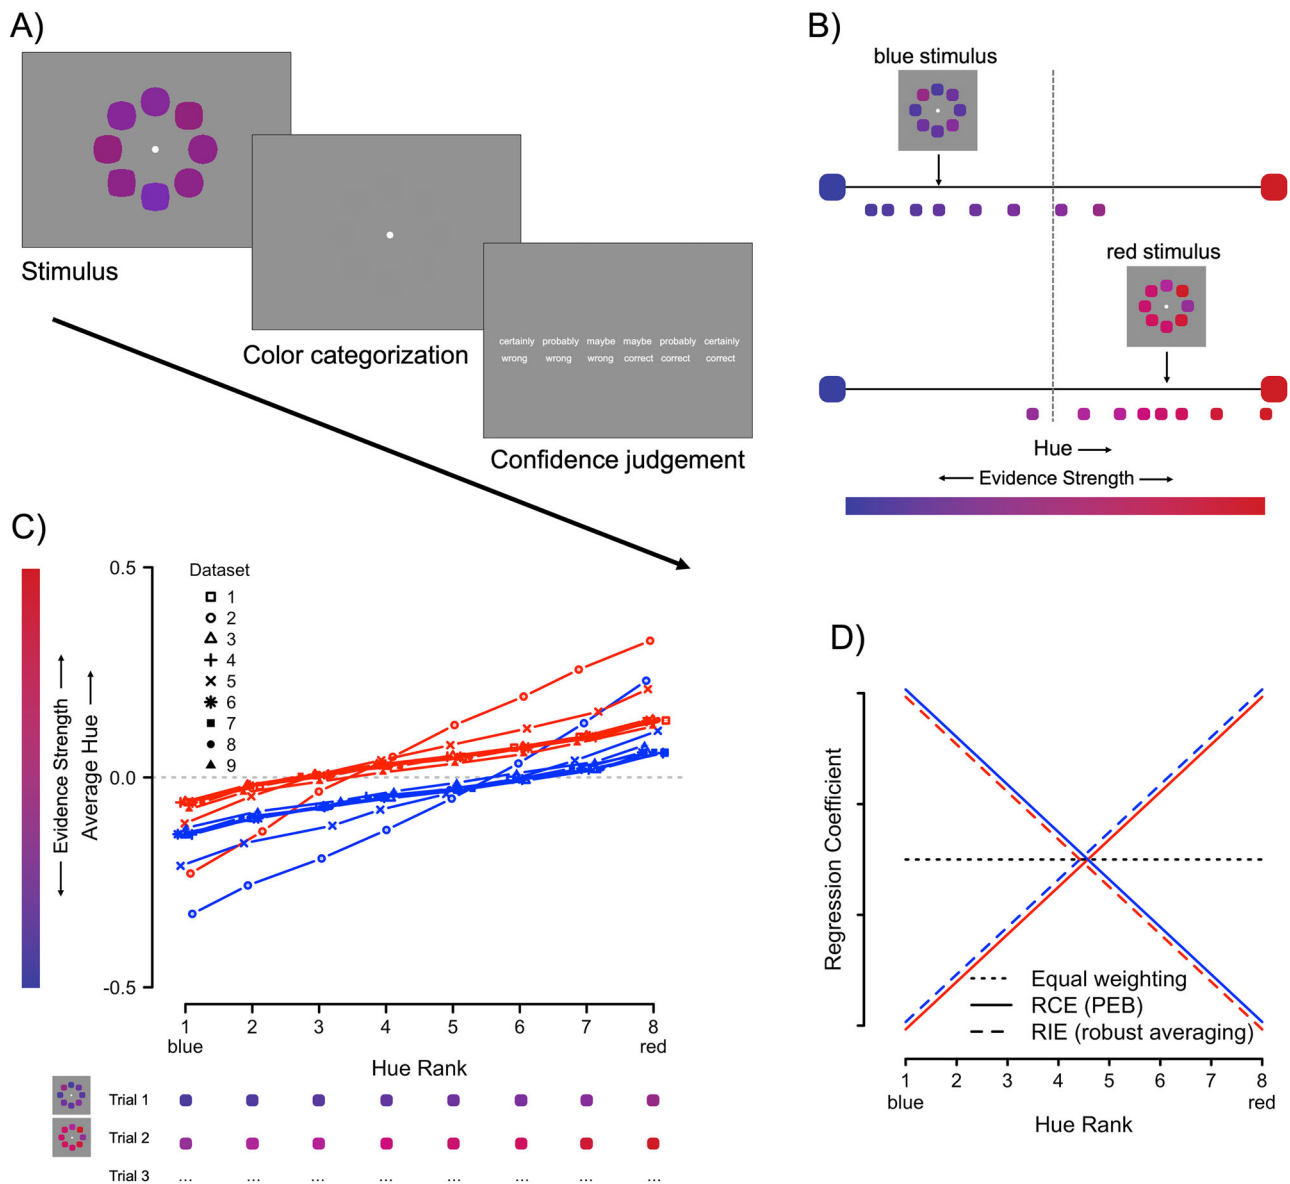 A)
Stimulus
Color categorization
certainly probably maybe maybe probably certainly
wrong wrong wrong correct correct correct
Confidence judgement
B)
blue stimulus
red stimulus
Hue
Evidence Strength
C)
Evidence Strength
Average Hue
0.5
0.0
-0.5
Dataset
1
2
3
4
5
6
7
8
9
1 2 3 4 5 6 7 8
blue red
Hue Rank
Trial 1
Trial 2
Trial 3 ... ... ... ... ... ... ... ...
D)
Regression Coefficient
Equal weighting
RCE (PEB)
RIE (robust averaging)
1 2 3 4 5 6 7 8
blue red
Hue Rank